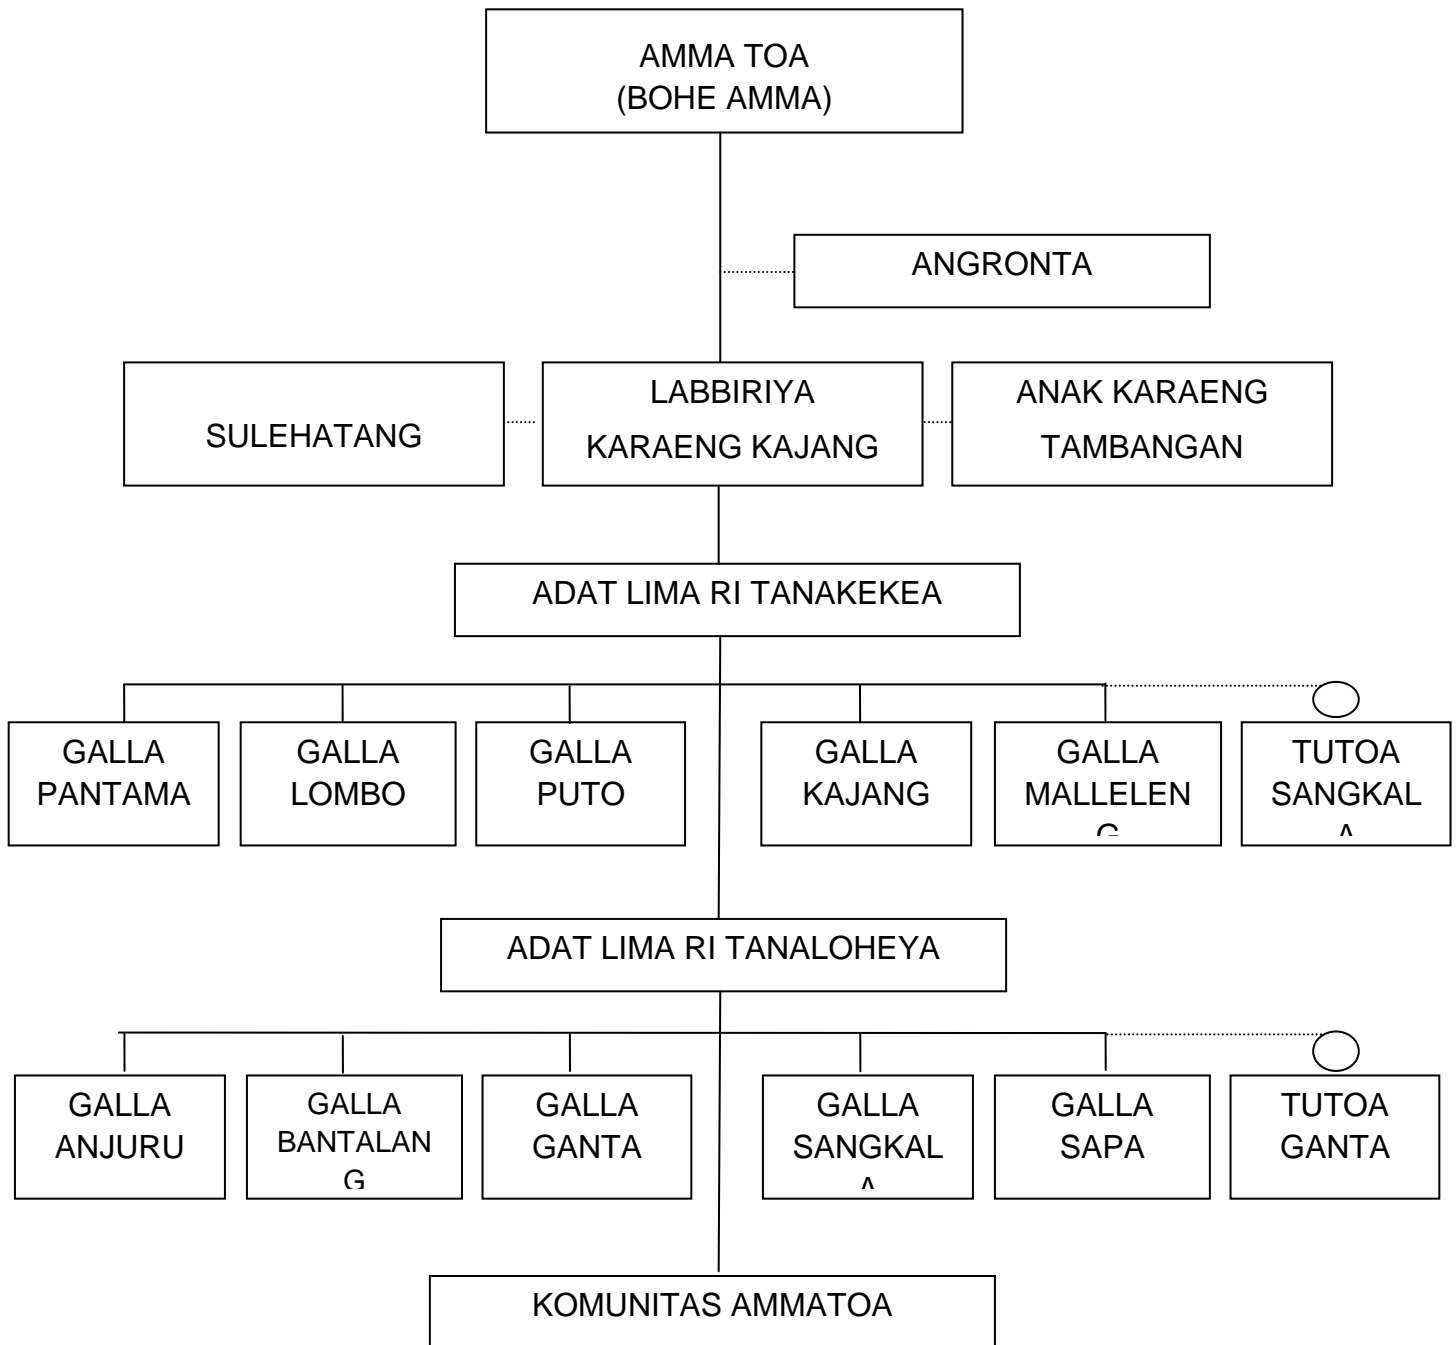 AMMA TOA
(BOHE AMMA)
ANGRONTA
SULEHATANG
LABBIRIYA
KARAENG KAJANG
ANAK KARAENG
TAMBANGAN
ADAT LIMA RI TANAKEKEA
GALLA
PANTAMA
GALLA
LOMBO
GALLA
PUTO
GALLA
KAJANG
GALLA
MALLELEN
G
TUTOA
SANGKAL
A
ADAT LIMA RI TANALOHEYA
GALLA
ANJURU
GALLA
BANTALAN
G
GALLA
GANTA
GALLA
SANGKAL
A
GALLA
SAPA
TUTOA
GANTA
KOMUNITAS AMMATOA